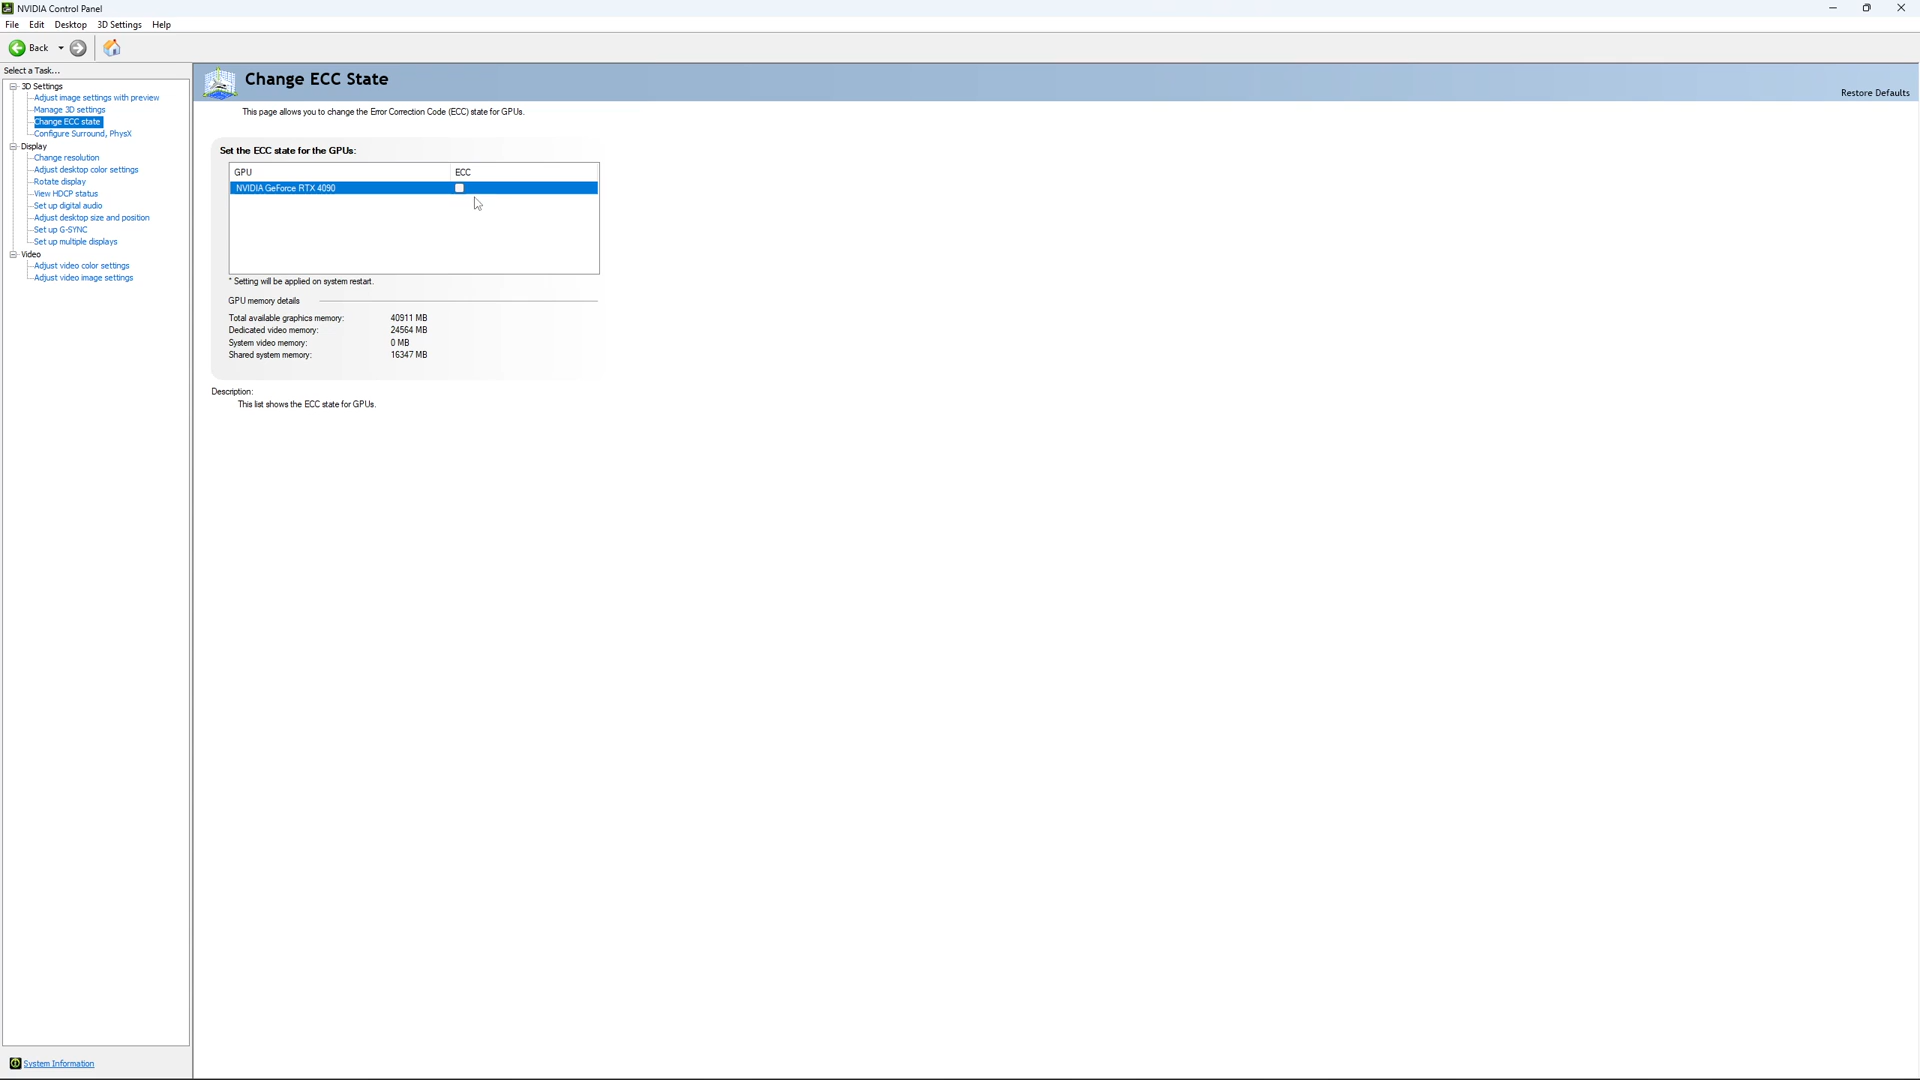 NVIDIA Control Panel
File Edit Desktop 3D Settings Help
Back
Select a Task...
3D Settings
Adjust image settings with preview
Manage 3D settings
Change ECC state
Configure Surround, PhysX
Display
Change resolution
Adjust desktop color settings
Rotate display
View HDCP status
Set up digital audio
Adjust desktop size and position
Set up G-SYNC
Set up multiple displays
Video
Adjust video color settings
Adjust video image settings
System Information
Change ECC State
Restore Defaults
This page allows you to change the Error Correction Code (ECC) state for GPUs.
Set the ECC state for the GPUs:
GPU ECC
NVIDIA GeForce RTX 4090
* Setting will be applied on system restart.
GPU memory details
Total available graphics memory: 40911 MB
Dedicated video memory: 24564 MB
System video memory: 0 MB
Shared system memory: 16347 MB
Description:
This list shows the ECC state for GPUs.